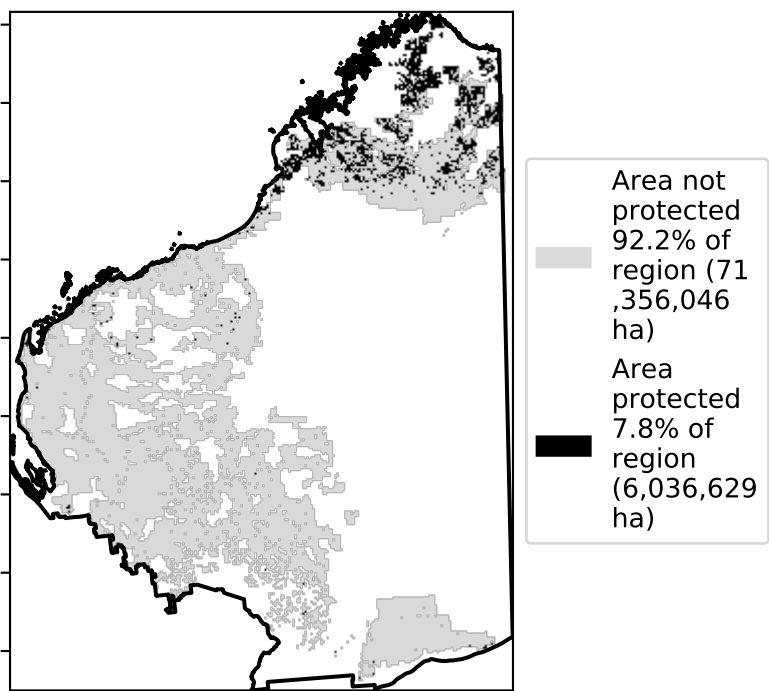 Area not
protected
92.2% of
region (71
,356,046
ha)
Area
protected
7.8% of
region
(6,036,629
ha)